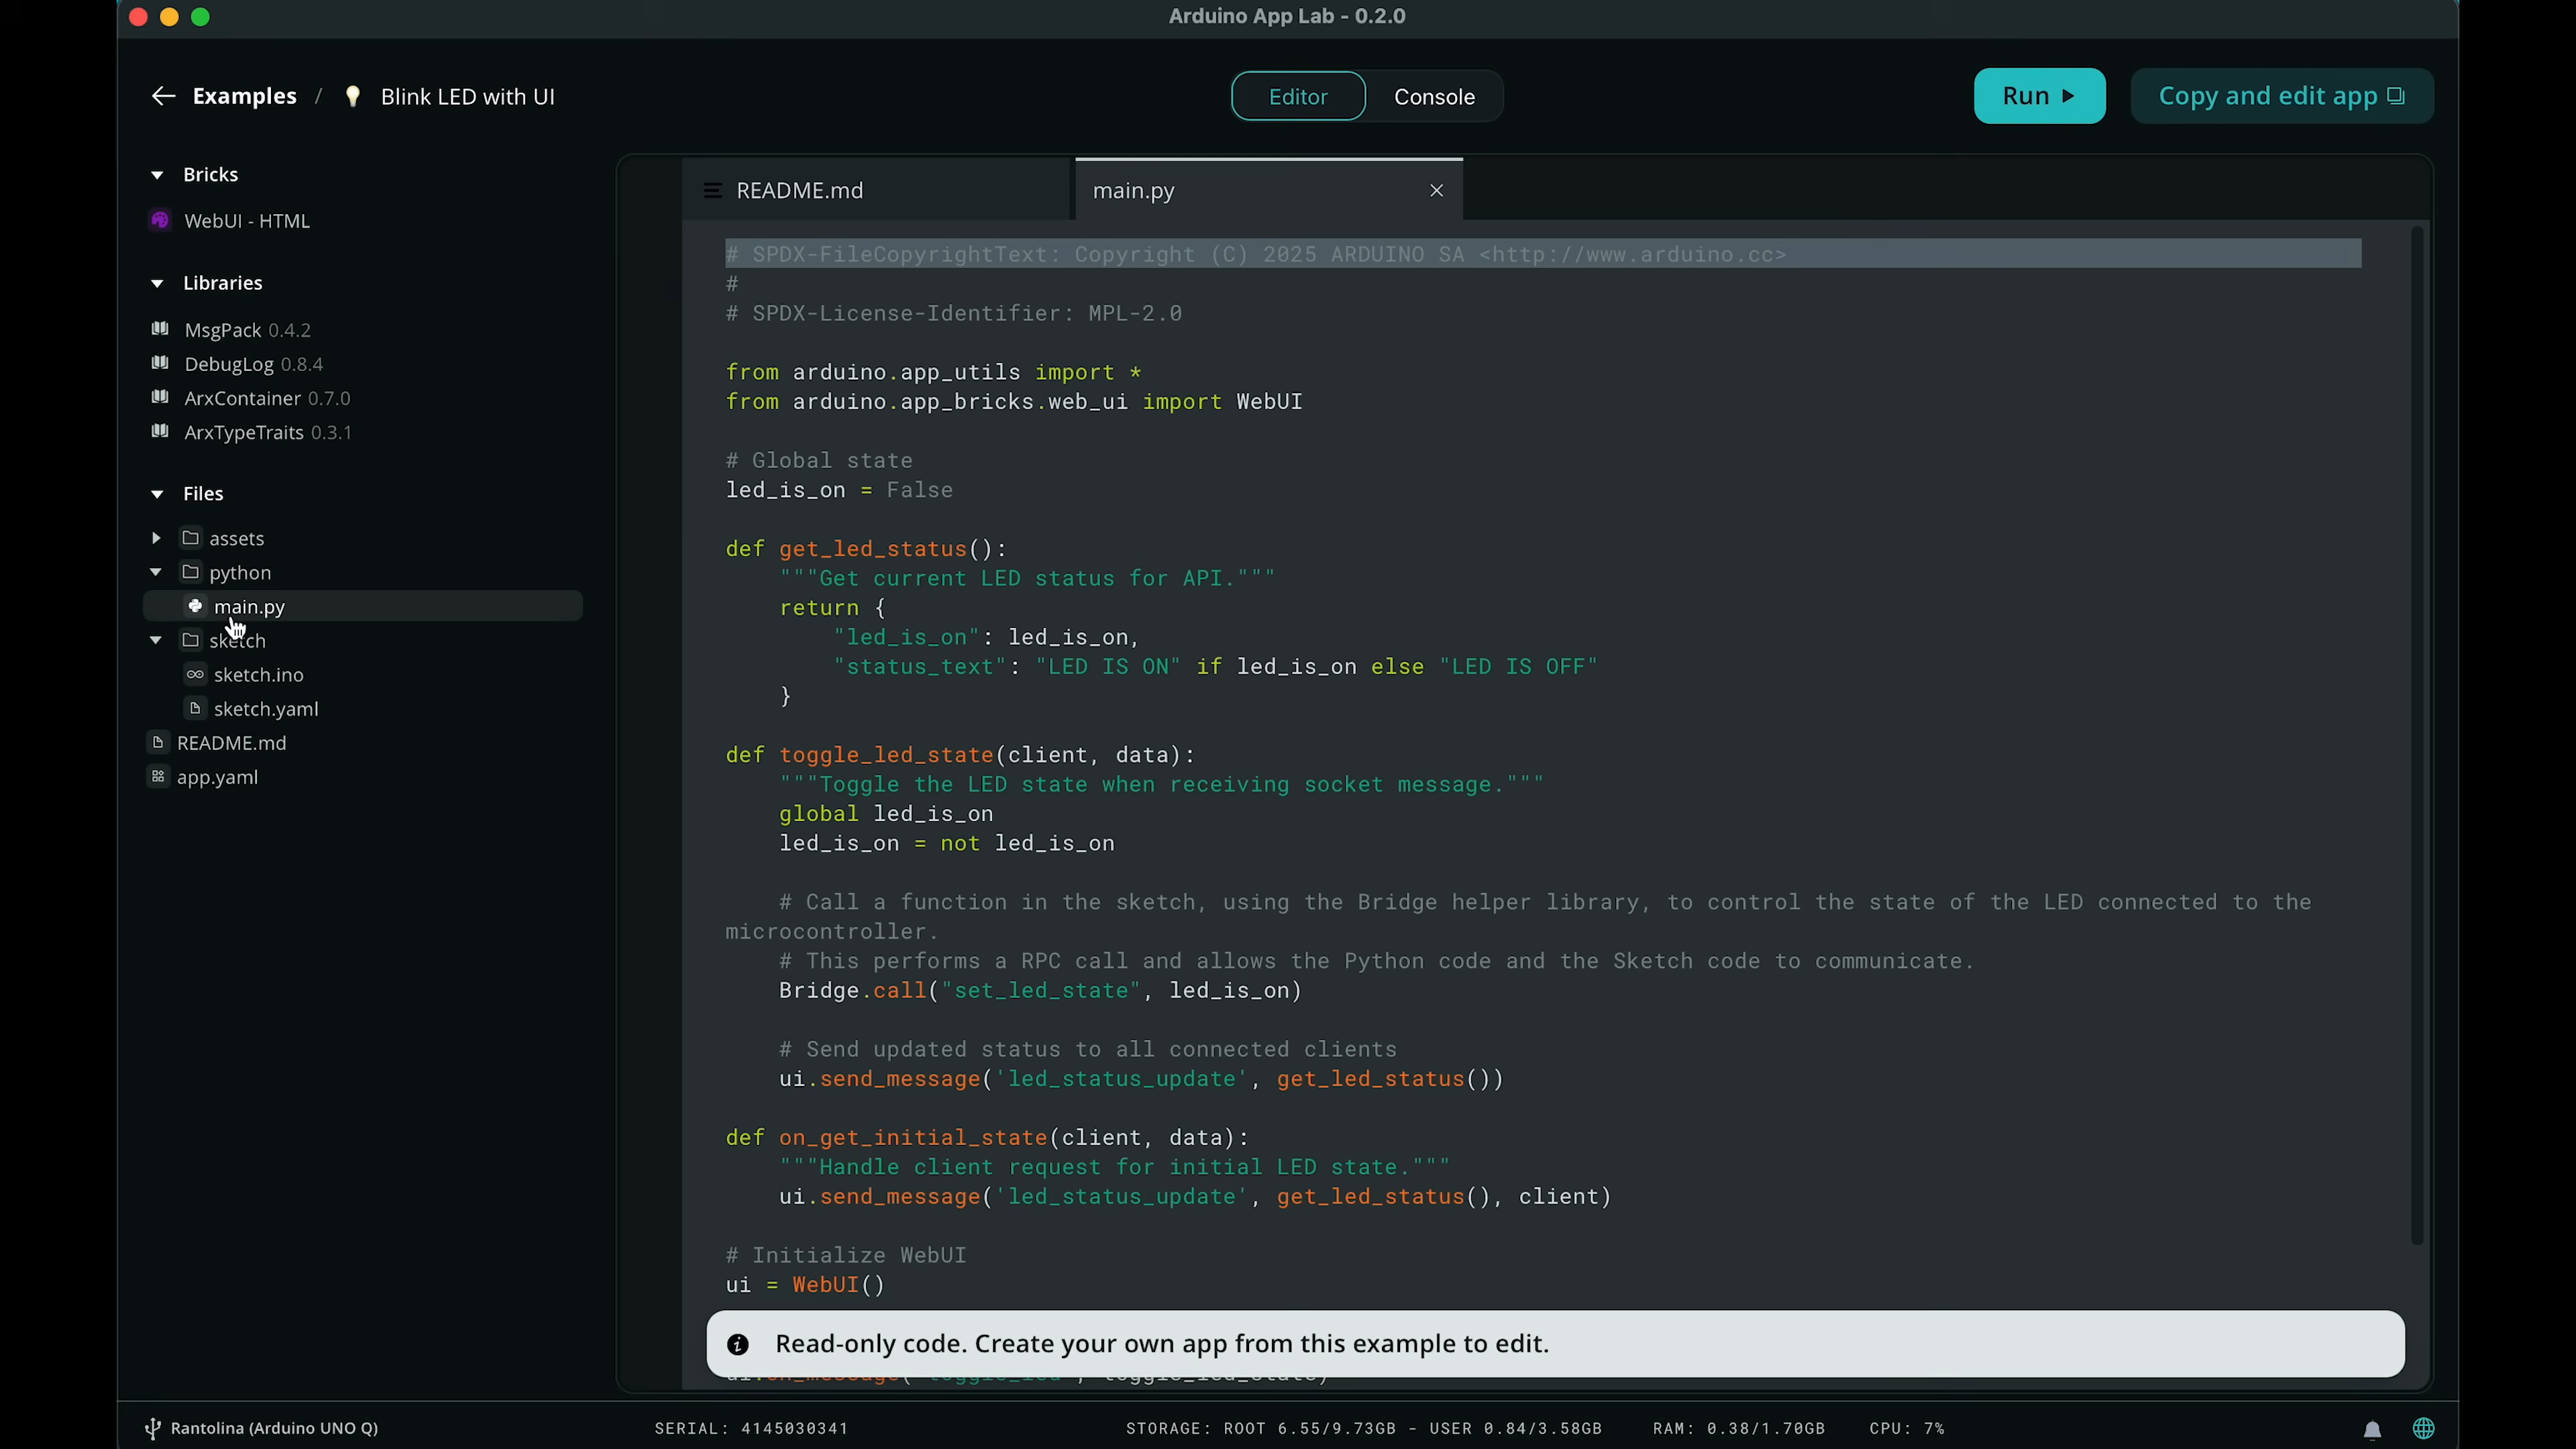 Arduino App Lab - 0.2.0
Examples / Blink LED with UI
Editor
Console
Run
Copy and edit app
Bricks
WebUI - HTML
Libraries
MsgPack 0.4.2
DebugLog 0.8.4
ArxContainer 0.7.0
ArxTypeTraits 0.3.1
Files
assets
python
main.py
sketch
sketch.ino
sketch.yaml
README.md
app.yaml
README.md
main.py
# SPDX-FileCopyrightText: Copyright (C) 2025 ARDUINO SA <http://www.arduino.cc>
#
# SPDX-License-Identifier: MPL-2.0
from arduino.app_utils import *
from arduino.app_bricks.web_ui import WebUI
# Global state
led_is_on = False
def get_led_status():
    """Get current LED status for API."""
    return {
        "led_is_on": led_is_on,
        "status_text": "LED IS ON" if led_is_on else "LED IS OFF"
    }
def toggle_led_state(client, data):
    """Toggle the LED state when receiving socket message."""
    global led_is_on
    led_is_on = not led_is_on
    # Call a function in the sketch, using the Bridge helper library, to control the state of the LED connected to the
microcontroller.
    # This performs a RPC call and allows the Python code and the Sketch code to communicate.
    Bridge.call("set_led_state", led_is_on)
    # Send updated status to all connected clients
    ui.send_message('led_status_update', get_led_status())
def on_get_initial_state(client, data):
    """Handle client request for initial LED state."""
    ui.send_message('led_status_update', get_led_status(), client)
# Initialize WebUI
ui = WebUI()
Read-only code. Create your own app from this example to edit.
Rantolina (Arduino UNO Q)
SERIAL: 4145030341
STORAGE: ROOT 6.55/9.73GB - USER 0.84/3.58GB
RAM: 0.38/1.70GB
CPU: 7%